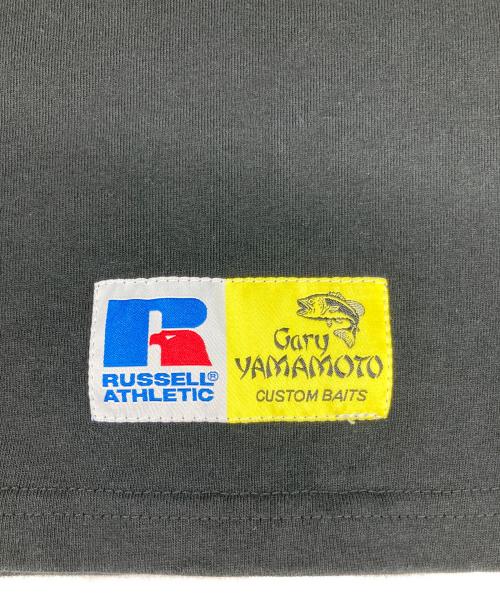 RUSSELL®
ATHLETIC
Gary
YAMAMOTO
CUSTOM BAITS